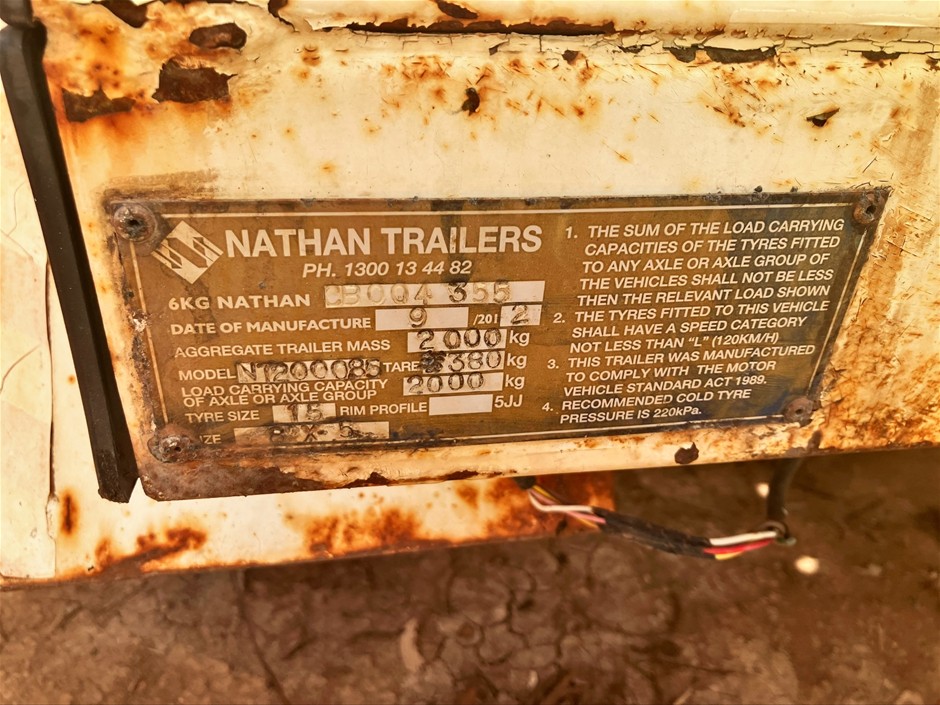 NATHAN TRAILERS
PH. 1300 13 44 82
6KG NATHAN CB0Q4355
DATE OF MANUFACTURE 9 /2012
AGGREGATE TRAILER MASS 2000 kg
MODEL NT200085 TARE 380 kg
LOAD CARRYING CAPACITY
OF AXLE OR AXLE GROUP 2000 kg
TYRE SIZE RIM PROFILE 5JJ
1. THE SUM OF THE LOAD CARRYING
CAPACITIES OF THE TYRES FITTED
TO ANY AXLE OR AXLE GROUP OF
THE VEHICLES SHALL NOT BE LESS
THEN THE RELEVANT LOAD SHOWN
2. THE TYRES FITTED TO THIS VEHICLE
SHALL HAVE A SPEED CATEGORY
NOT LESS THAN "L" (120KM/H)
3. THIS TRAILER WAS MANUFACTURED
TO COMPLY WITH THE MOTOR
VEHICLE STANDARD ACT 1989.
4. RECOMMENDED COLD TYRE
PRESSURE IS 220kPa.